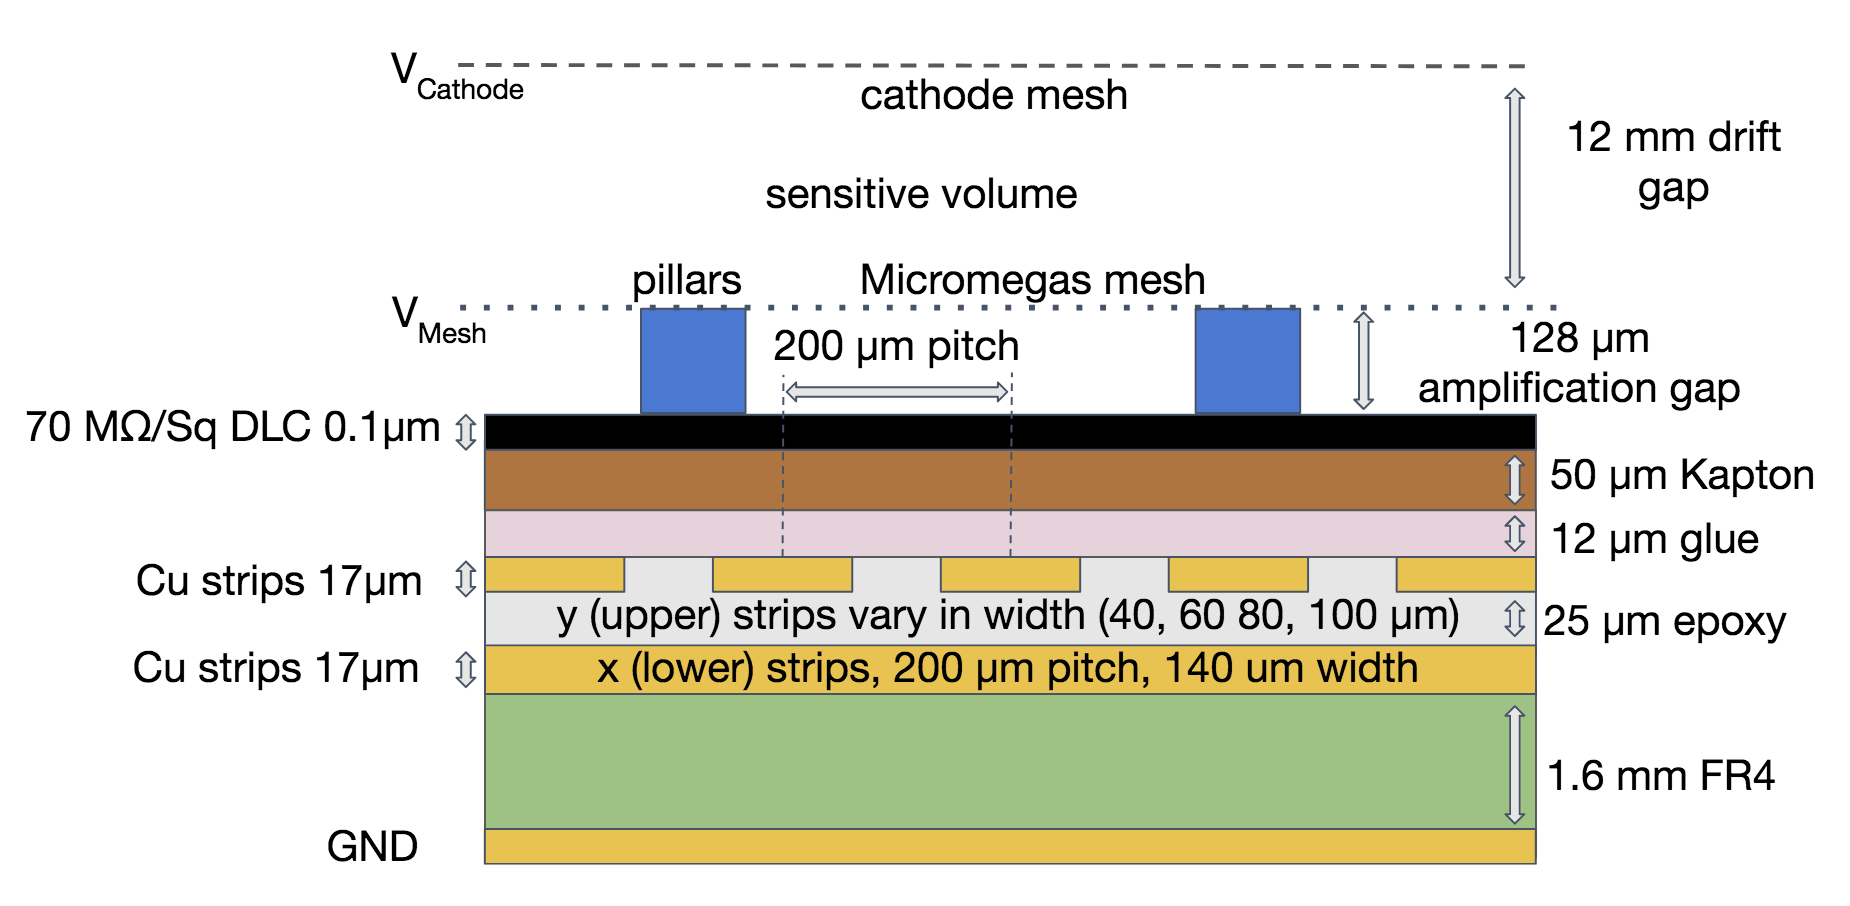 V Cathode
cathode mesh
12 mm drift
gap
sensitive volume
pillars
Micromegas mesh
V Mesh
200 µm pitch
128 µm
amplification gap
70 MΩ/Sq DLC 0.1µm
50 µm Kapton
12 µm glue
Cu strips 17µm
y (upper) strips vary in width (40, 60 80, 100 µm)
25 µm epoxy
Cu strips 17µm
x (lower) strips, 200 µm pitch, 140 um width
1.6 mm FR4
GND